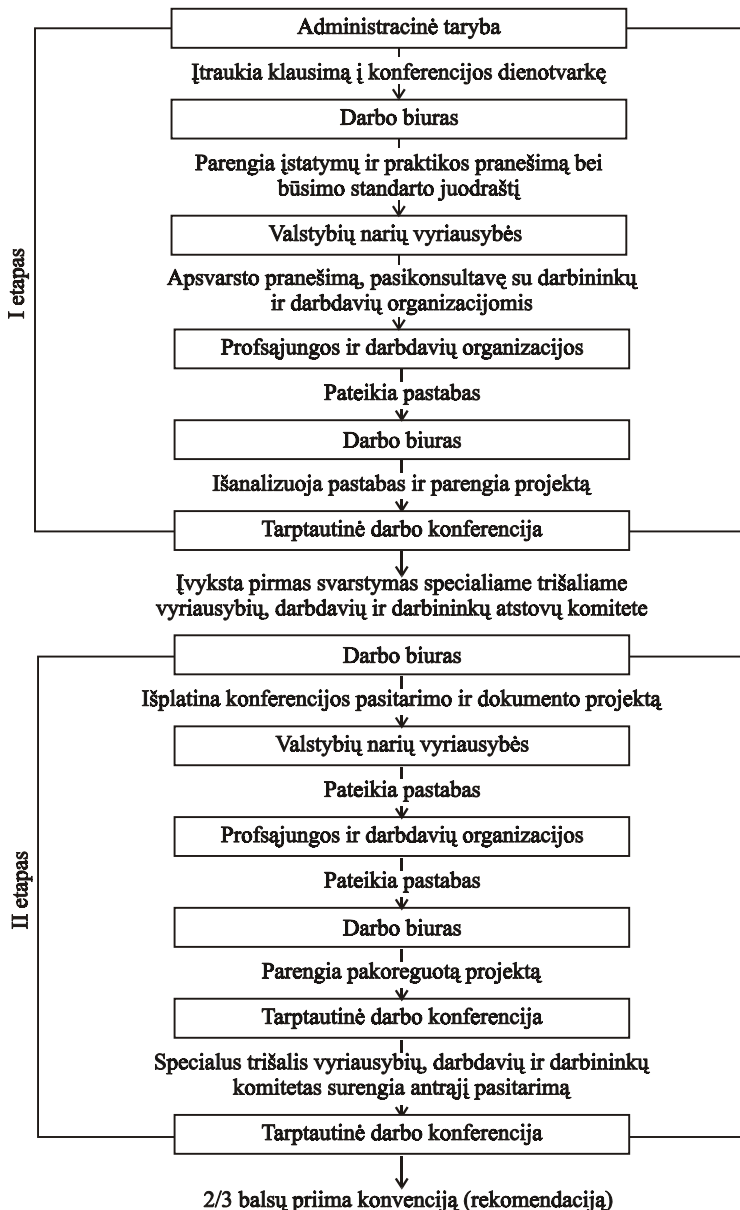 Administracinė taryba
Įtraukia klausimą į konferencijos dienotvarkę
Darbo biuras
Parengia įstatymų ir praktikos pranešimą bei
būsimo standarto juodraštį
Valstybių narių vyriausybės
Apsvarsto pranešimą, pasikonsultavę su darbininkų
ir darbdavių organizacijomis
Profsąjungos ir darbdavių organizacijos
Pateikia pastabas
Darbo biuras
Išanalizuoja pastabas ir parengia projektą
Tarptautinė darbo konferencija
I etapas
Įvyksta pirmas svarstymas specialiame trišaliame
vyriausybių, darbdavių ir darbininkų atstovų komitete
Darbo biuras
Išplatina konferencijos pasitarimo ir dokumento projektą
Valstybių narių vyriausybės
Pateikia pastabas
Profsąjungos ir darbdavių organizacijos
Pateikia pastabas
Darbo biuras
Parengia pakoreguotą projektą
Tarptautinė darbo konferencija
Specialus trišalis vyriausybių, darbdavių ir darbininkų
komitetas surengia antrąjį pasitarimą
Tarptautinė darbo konferencija
II etapas
2/3 balsų priima konvenciją (rekomendaciją)